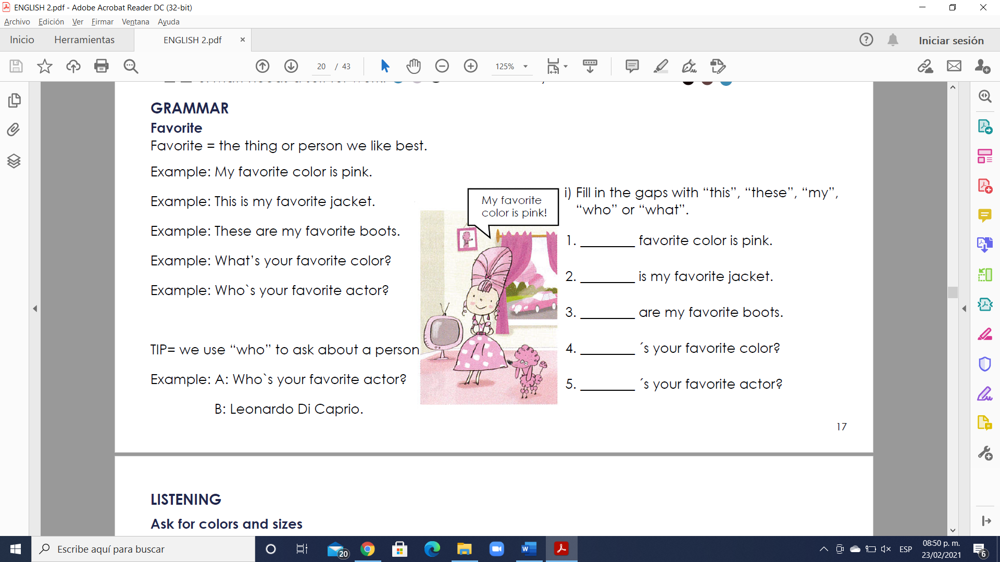 ENGLISH 2.pdf - Adobe Acrobat Reader DC (32-bit)
Archivo Edición Ver Firmar Ventana Ayuda
Inicio Herramientas ENGLISH 2.pdf × Iniciar sesión
20 / 43 125%
GRAMMAR
Favorite
Favorite = the thing or person we like best.
Example: My favorite color is pink.
Example: This is my favorite jacket.
Example: These are my favorite boots.
Example: What’s your favorite color?
Example: Who`s your favorite actor?
TIP= we use “who” to ask about a person
Example: A: Who`s your favorite actor?
B: Leonardo Di Caprio.
My favorite
color is pink!
i) Fill in the gaps with “this”, “these”, “my”,
“who” or “what”.
1. ________ favorite color is pink.
2. ________ is my favorite jacket.
3. ________ are my favorite boots.
4. ________ ´s your favorite color?
5. ________ ´s your favorite actor?
17
LISTENING
Ask for colors and sizes
Escribe aquí para buscar
20
ESP
08:50 p. m.
23/02/2021
6